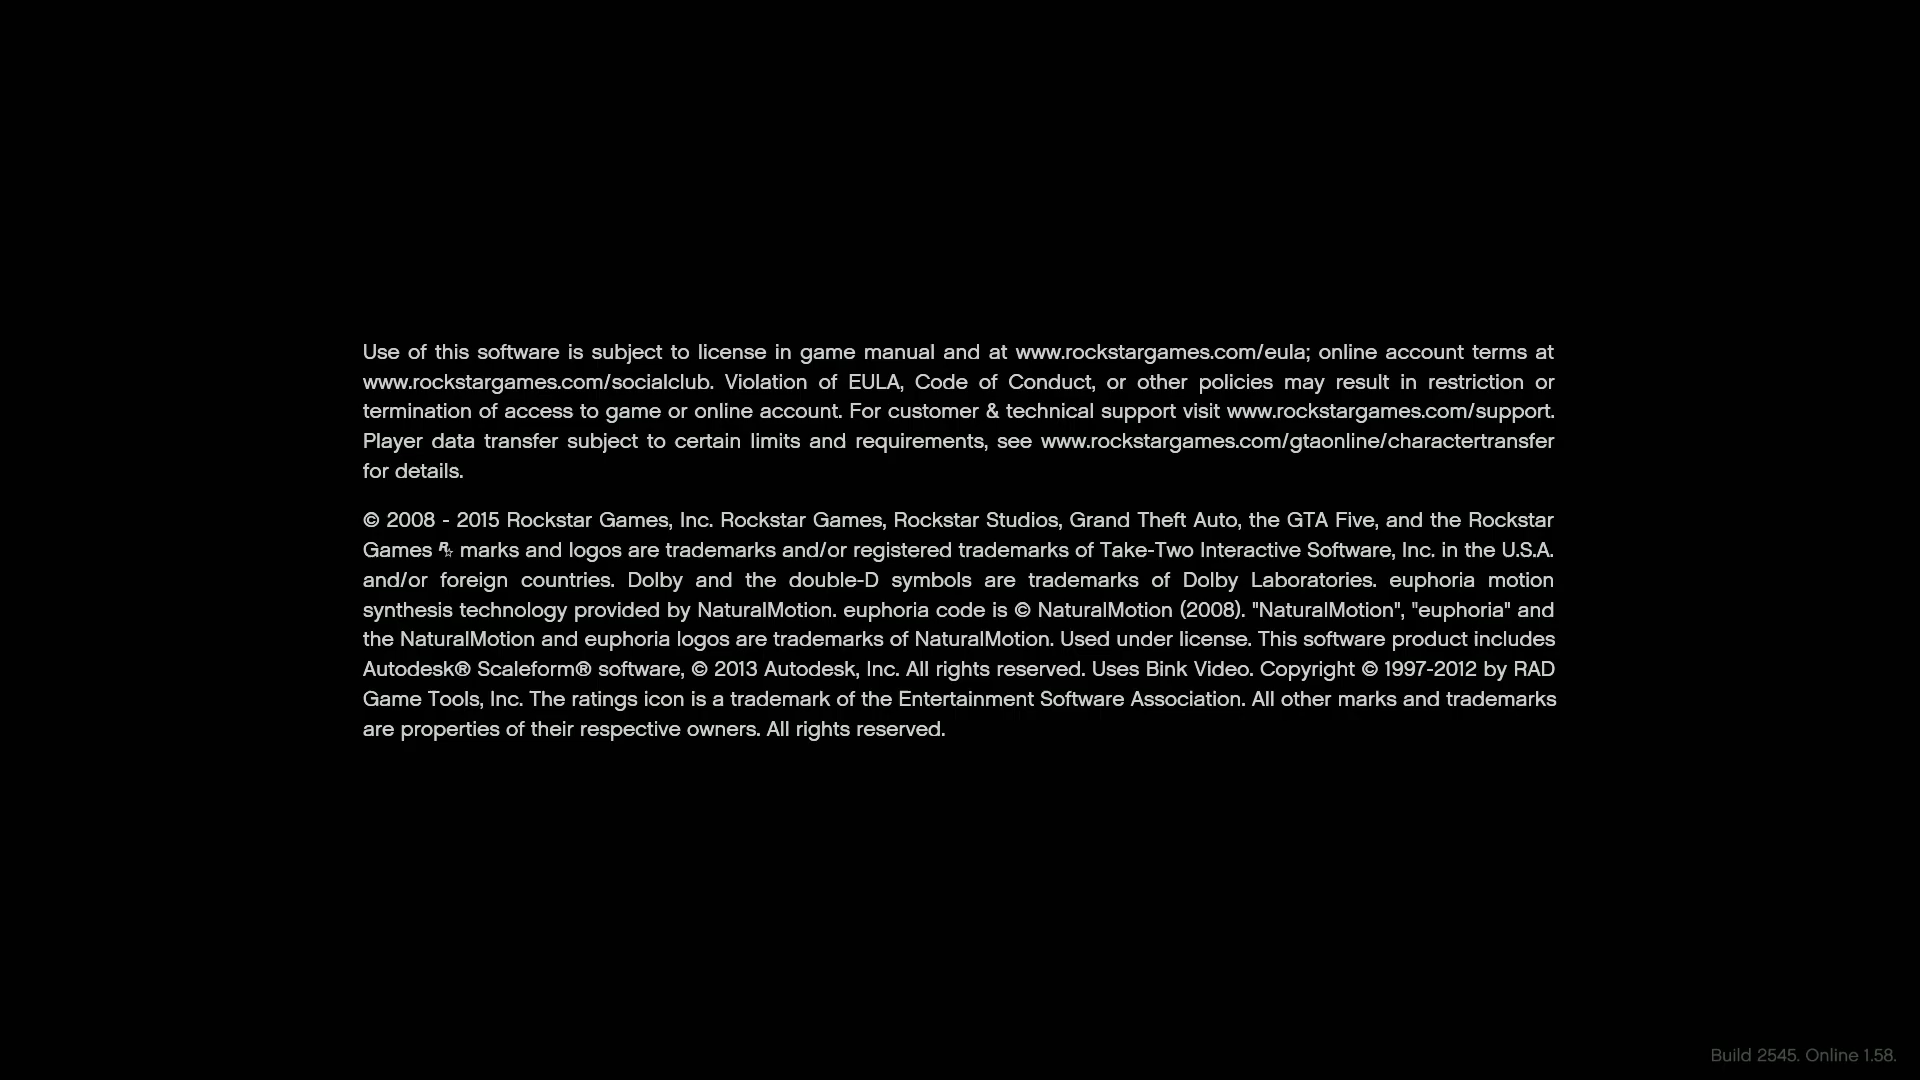 Use of this software is subject to license in game manual and at www.rockstargames.com/eula; online account terms at
www.rockstargames.com/socialclub. Violation of EULA, Code of Conduct, or other policies may result in restriction or
termination of access to game or online account. For customer & technical support visit www.rockstargames.com/support.
Player data transfer subject to certain limits and requirements, see www.rockstargames.com/gtaonline/charactertransfer
for details.
© 2008 - 2015 Rockstar Games, Inc. Rockstar Games, Rockstar Studios, Grand Theft Auto, the GTA Five, and the Rockstar
Games R* marks and logos are trademarks and/or registered trademarks of Take-Two Interactive Software, Inc. in the U.S.A.
and/or foreign countries. Dolby and the double-D symbols are trademarks of Dolby Laboratories. euphoria motion
synthesis technology provided by NaturalMotion. euphoria code is © NaturalMotion (2008). "NaturalMotion", "euphoria" and
the NaturalMotion and euphoria logos are trademarks of NaturalMotion. Used under license. This software product includes
Autodesk® Scaleform® software, © 2013 Autodesk, Inc. All rights reserved. Uses Bink Video. Copyright © 1997-2012 by RAD
Game Tools, Inc. The ratings icon is a trademark of the Entertainment Software Association. All other marks and trademarks
are properties of their respective owners. All rights reserved.
Build 2545. Online 1.58.